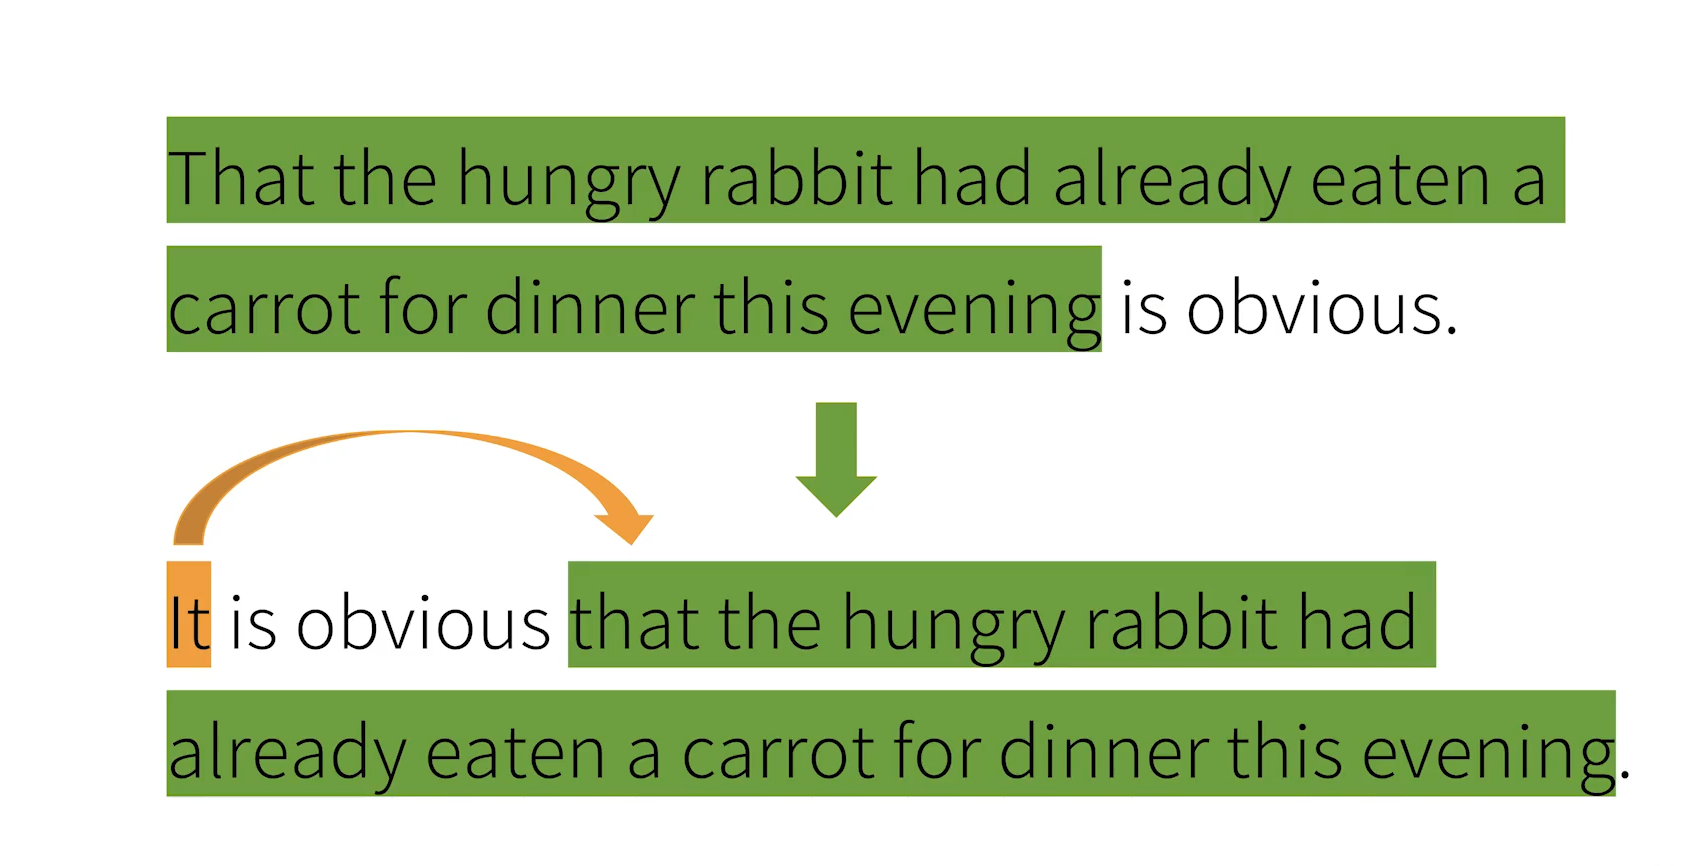 That the hungry rabbit had already eaten a
carrot for dinner this evening is obvious.
It is obvious that the hungry rabbit had
already eaten a carrot for dinner this evening.